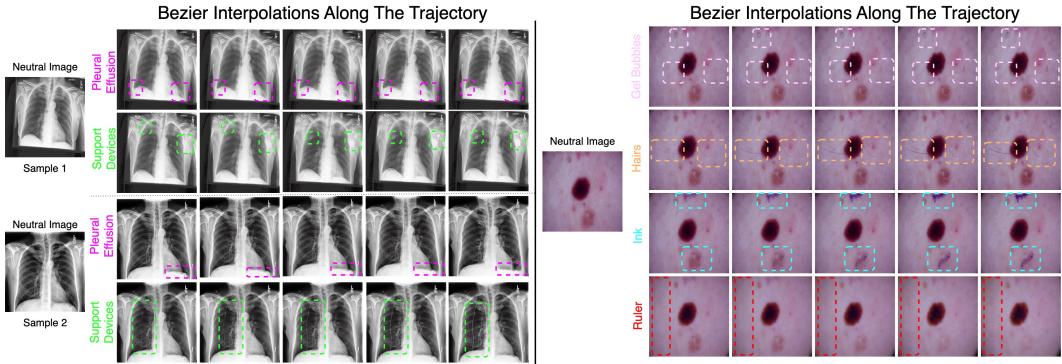 Bezier Interpolations Along The Trajectory
Neutral Image
Sample 1
Pleural
Effusion
Support
Devices
Neutral Image
Sample 2
Pleural
Effusion
Support
Devices
Bezier Interpolations Along The Trajectory
Neutral Image
Gel Bubbles
Hairs
Ink
Ruler